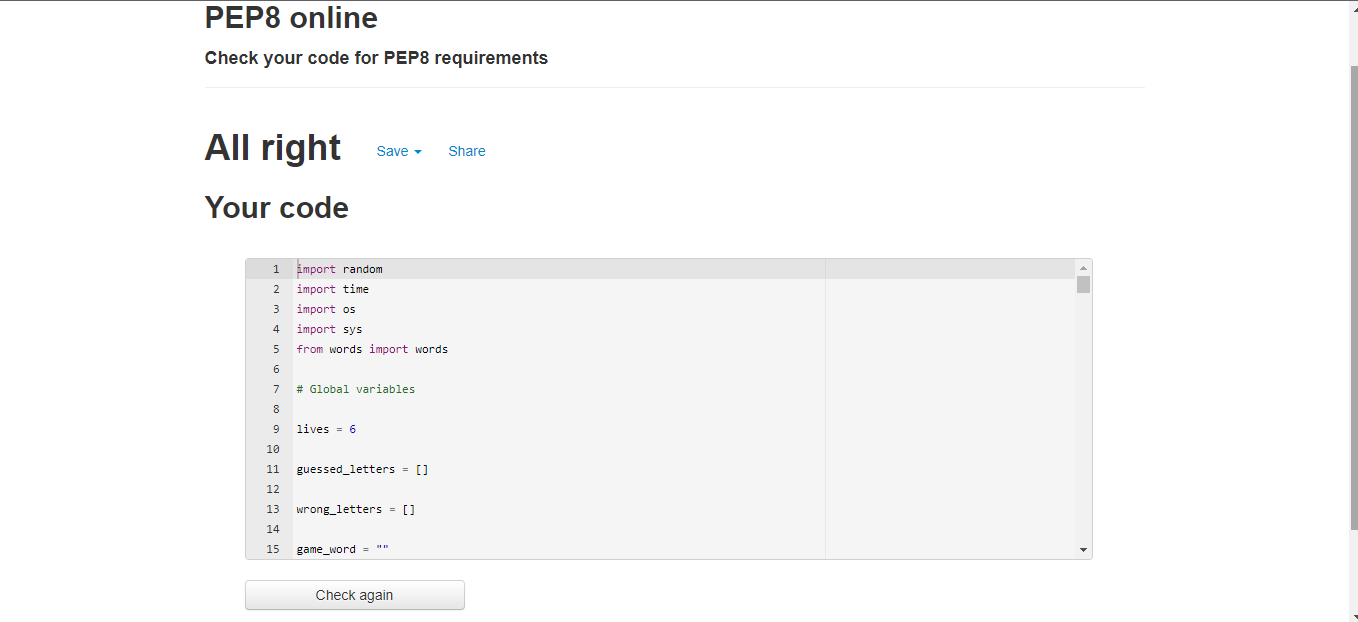 PEP8 online
Check your code for PEP8 requirements
All right Save Share
Your code
1 import random
2 import time
3 import os
4 import sys
5 from words import words
6
7 # Global variables
8
9 lives = 6
10
11 guessed_letters = []
12
13 wrong_letters = []
14
15 game_word = ""
Check again